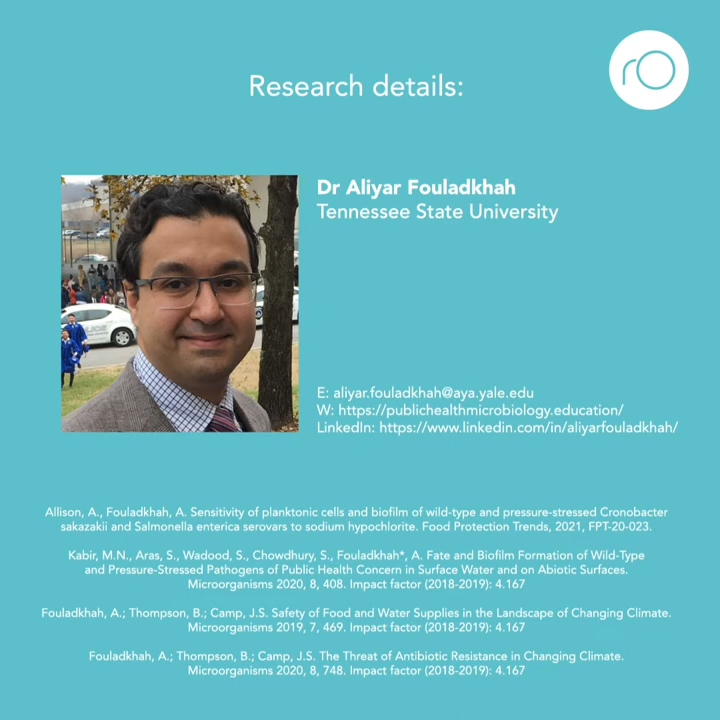 rO
Research details:
Dr Aliyar Fouladkhah
Tennessee State University
E: aliyar.fouladkhah@aya.yale.edu
W: https://publichealthmicrobiology.education/
LinkedIn: https://www.linkedin.com/in/aliyarfouladkhah/
Allison, A., Fouladkhah, A. Sensitivity of planktonic cells and biofilm of wild-type and pressure-stressed Cronobacter
sakazakii and Salmonella enterica serovars to sodium hypochlorite. Food Protection Trends, 2021, FPT-20-023.
Kabir, M.N., Aras, S., Wadood, S., Chowdhury, S., Fouladkhah*, A. Fate and Biofilm Formation of Wild-Type
and Pressure-Stressed Pathogens of Public Health Concern in Surface Water and on Abiotic Surfaces.
Microorganisms 2020, 8, 408. Impact factor (2018-2019): 4.167
Fouladkhah, A.; Thompson, B.; Camp, J.S. Safety of Food and Water Supplies in the Landscape of Changing Climate.
Microorganisms 2019, 7, 469. Impact factor (2018-2019): 4.167
Fouladkhah, A.; Thompson, B.; Camp, J.S. The Threat of Antibiotic Resistance in Changing Climate.
Microorganisms 2020, 8, 748. Impact factor (2018-2019): 4.167